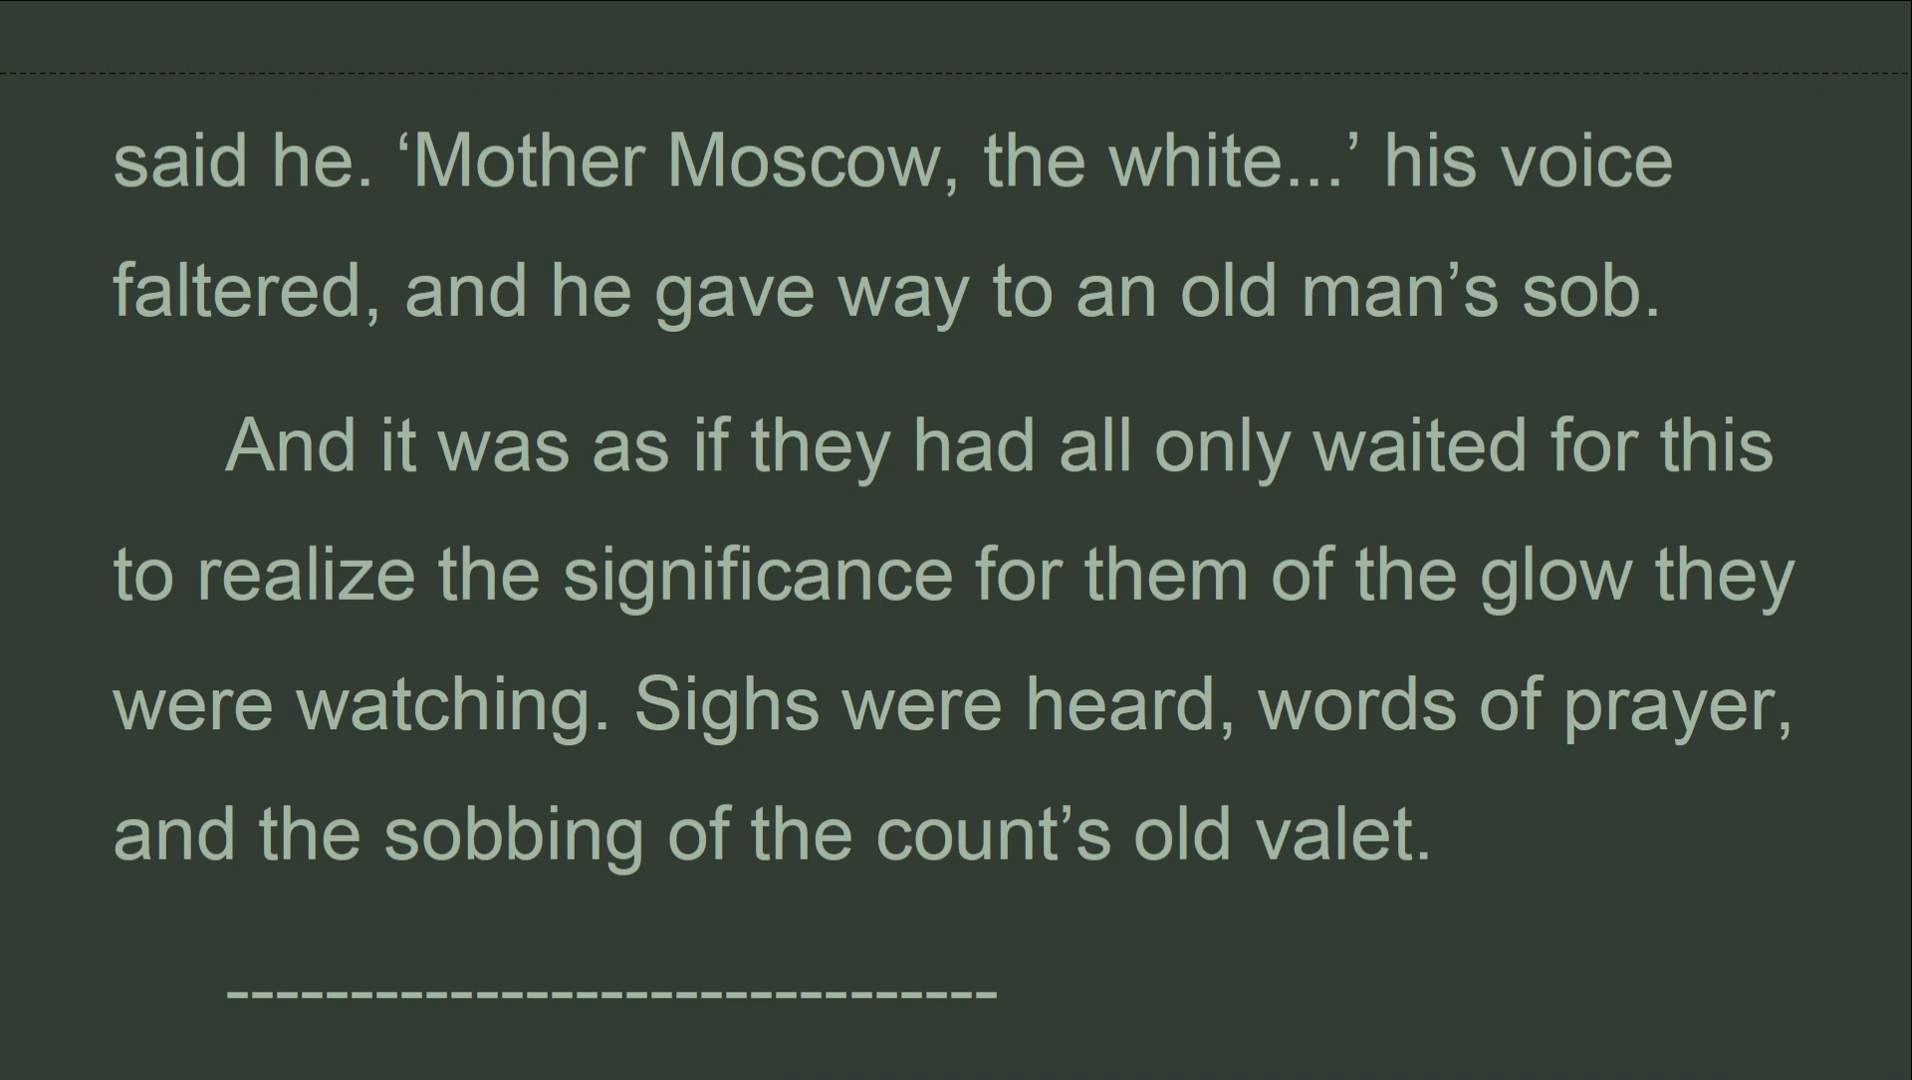 said he. ‘Mother Moscow, the white...’ his voice
faltered, and he gave way to an old man’s sob.
And it was as if they had all only waited for this
to realize the significance for them of the glow they
were watching. Sighs were heard, words of prayer,
and the sobbing of the count’s old valet.
-------------------------------